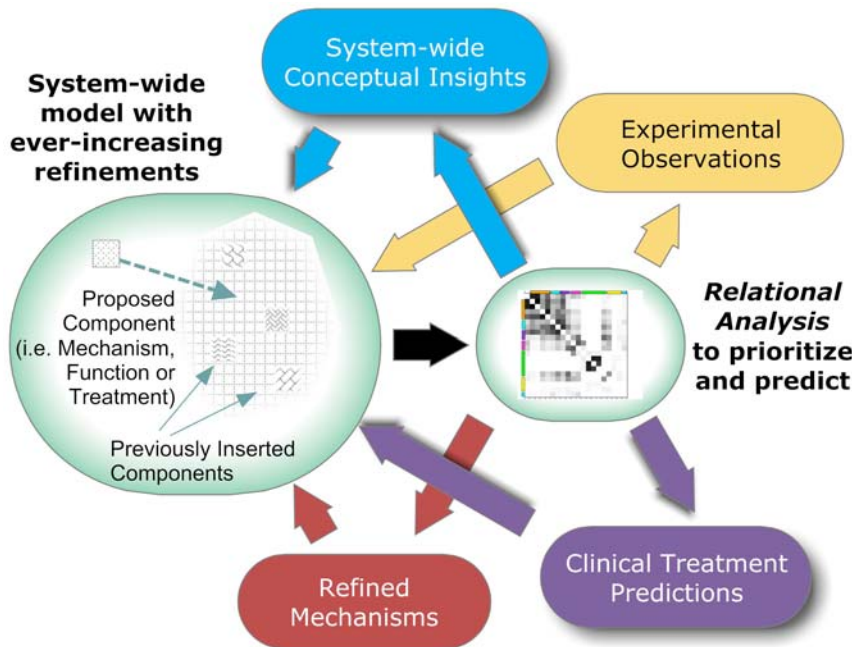 System-wide
Conceptual Insights
System-wide
model with
ever-increasing
refinements
Experimental
Observations
Proposed
Component
(i.e. Mechanism,
Function or
Treatment)
Previously Inserted
Components
Relational
Analysis
to prioritize
and predict
Refined
Mechanisms
Clinical Treatment
Predictions